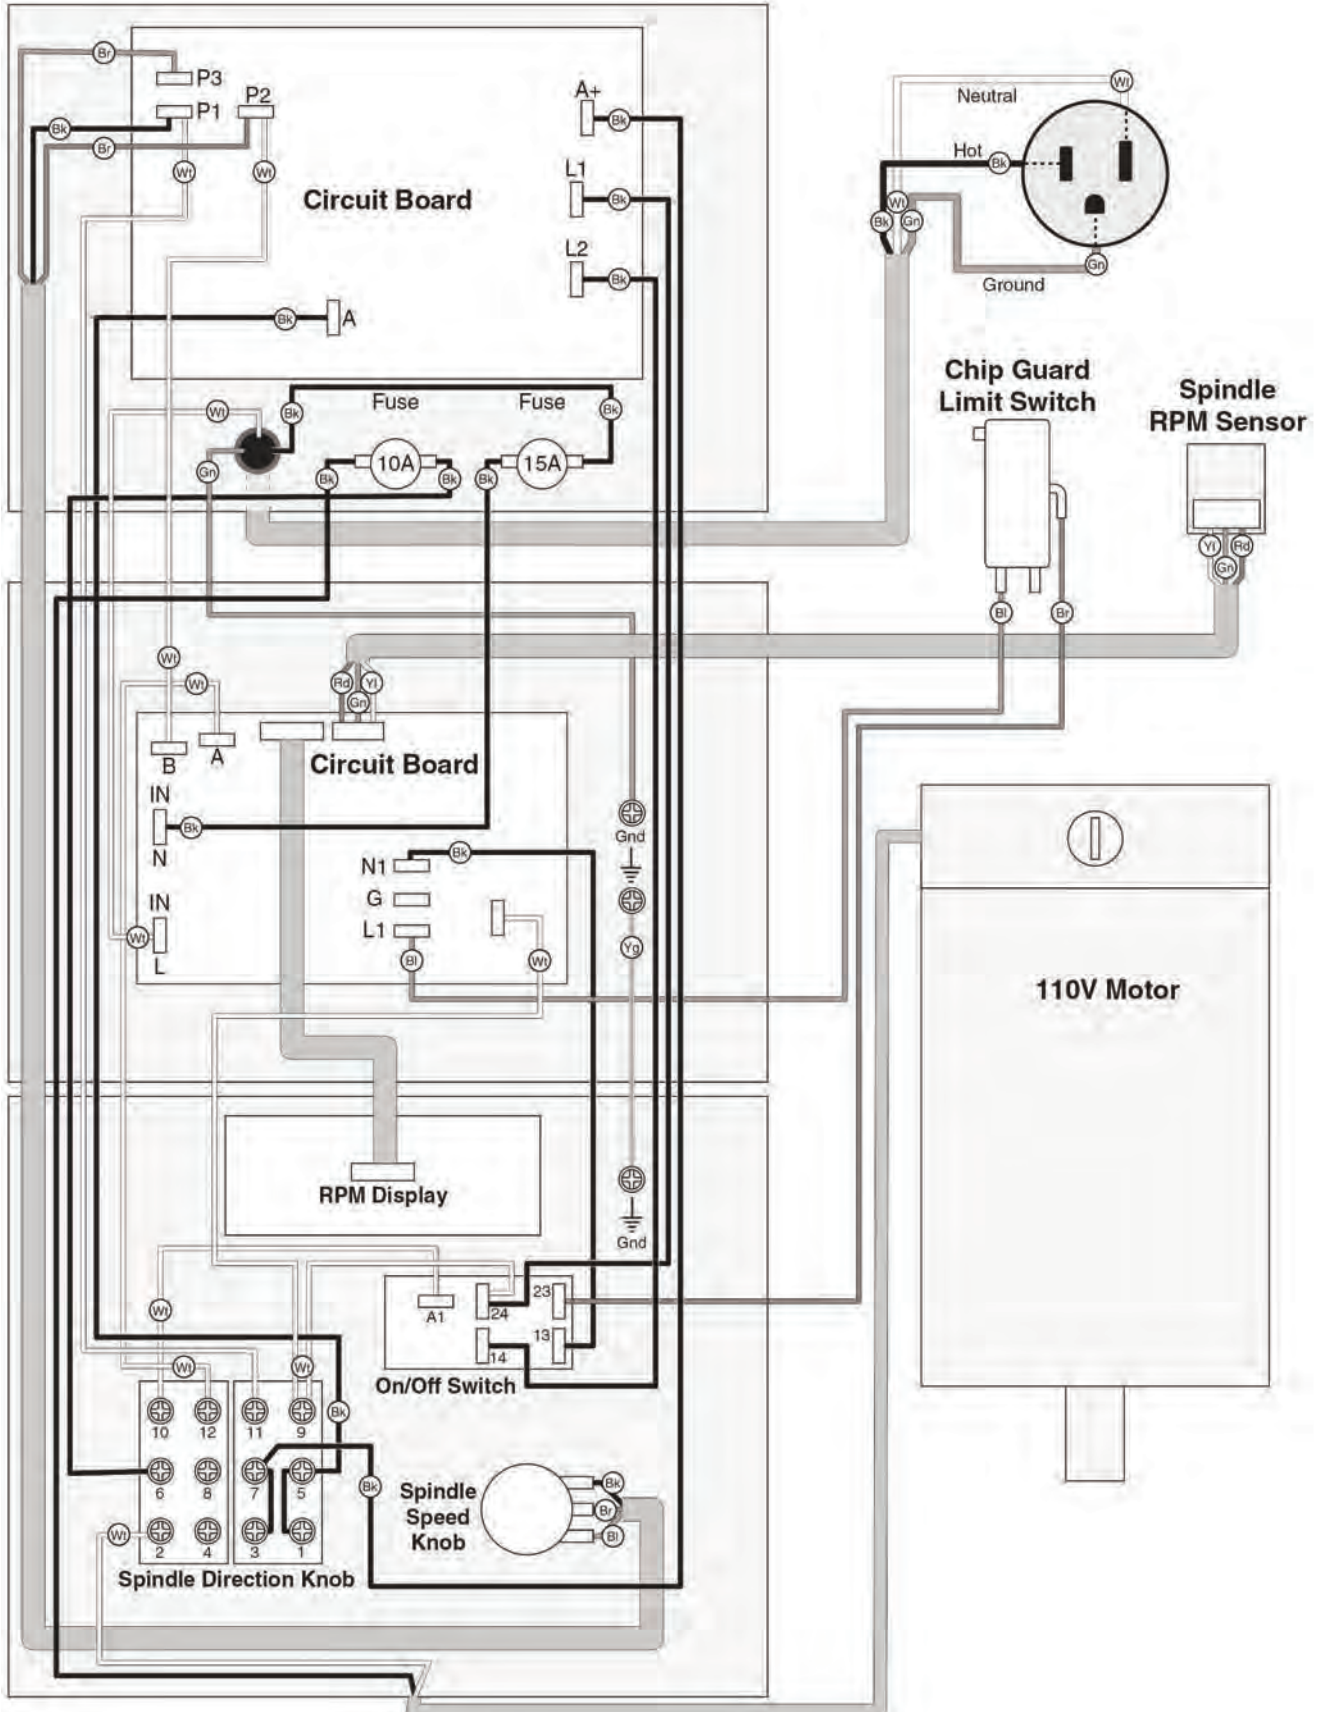 Br
P3
P1
P2
Bk
Br
Wt
Wt
Circuit Board
A+
Bk
L1
Bk
L2
Bk
Bk
A
Wt
Neutral
Hot
Bk
Bk
Wt
Gn
Gn
Ground
Wt
Bk
Fuse
Fuse
Bk
Gn
10A
15A
Bk
Bk
Bk
Chip Guard
Limit Switch
Spindle
RPM Sensor
Yl
Rd
Gn
Bl
Br
Wt
Wt
Rd
Yl
Gn
B
A
Circuit Board
IN
Bk
N
Gnd
N1
Bk
G
L1
IN
Wt
L
Bl
Wt
Yg
110V Motor
RPM Display
Gnd
Wt
A1
24
23
14
13
On/Off Switch
Wt
Wt
Bk
10
12
11
9
6
8
7
5
Bk
Wt
2
4
3
1
Spindle Direction Knob
Spindle
Speed
Knob
Bk
Br
Bl